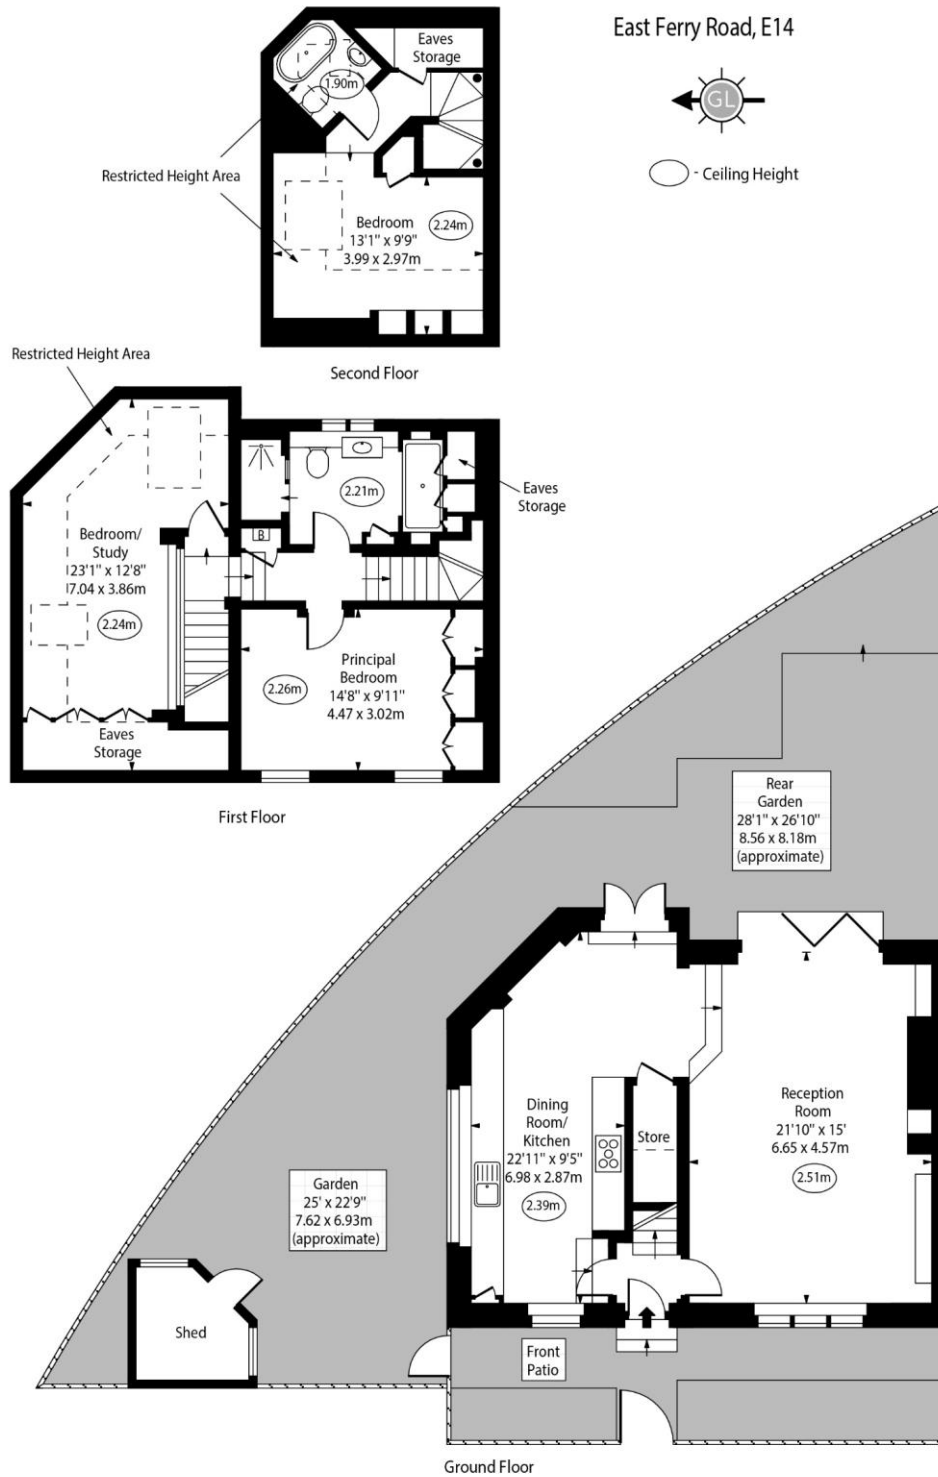 East Ferry Road, E14
GL
- Ceiling Height
Eaves
Storage
1.90m
Restricted Height Area
Bedroom
13'1" x 9'9"
3.99 x 2.97m
2.24m
Second Floor
Restricted Height Area
Bedroom/
Study
23'1" x 12'8"
7.04 x 3.86m
2.24m
Eaves
Storage
B
2.21m
Eaves
Storage
Principal
Bedroom
14'8" x 9'11"
4.47 x 3.02m
2.26m
First Floor
Rear
Garden
28'1" x 26'10"
8.56 x 8.18m
(approximate)
Dining
Room/
Kitchen
22'11" x 9'5"
6.98 x 2.87m
2.39m
Store
Reception
Room
21'10" x 15'
6.65 x 4.57m
2.51m
Garden
25' x 22'9"
7.62 x 6.93m
(approximate)
Shed
Front
Patio
Ground Floor